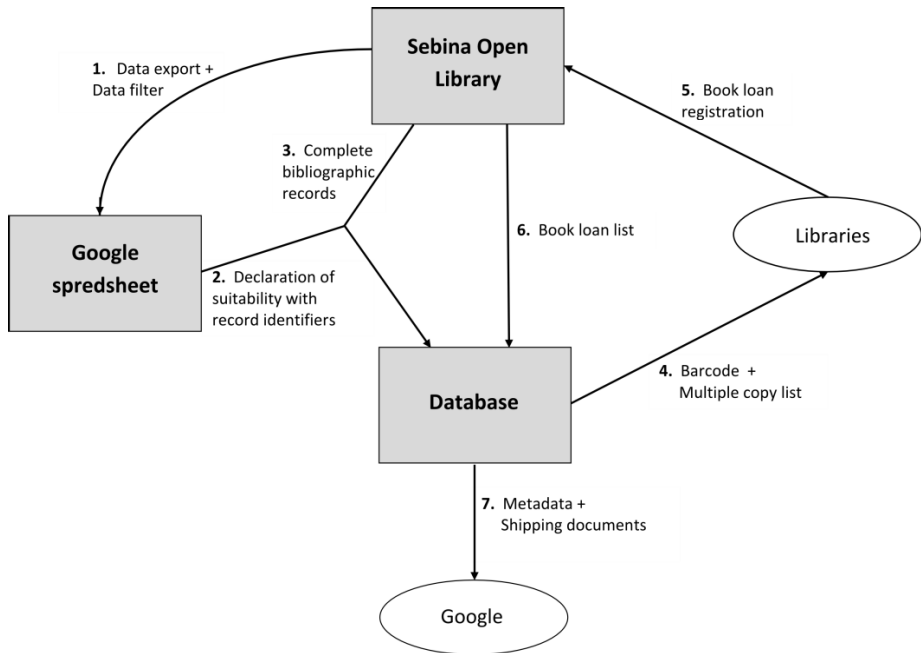 Sebina Open
Library
1. Data export +
Data filter
5. Book loan
registration
3. Complete
bibliographic
records
6. Book loan list
Libraries
Google
spredsheet
2. Declaration of
suitability with
record identifiers
4. Barcode +
Multiple copy list
Database
7. Metadata +
Shipping documents
Google